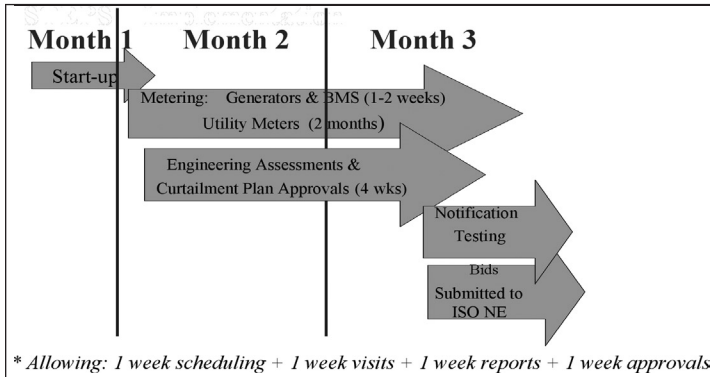 Month 1
Month 2
Month 3
Start-up
Metering: Generators & BMS (1-2 weeks)
Utility Meters (2 months)
Engineering Assessments &
Curtailment Plan Approvals (4 wks)
Notification
Testing
Bids
Submitted to
ISO NE
* Allowing: 1 week scheduling + 1 week visits + 1 week reports + 1 week approvals